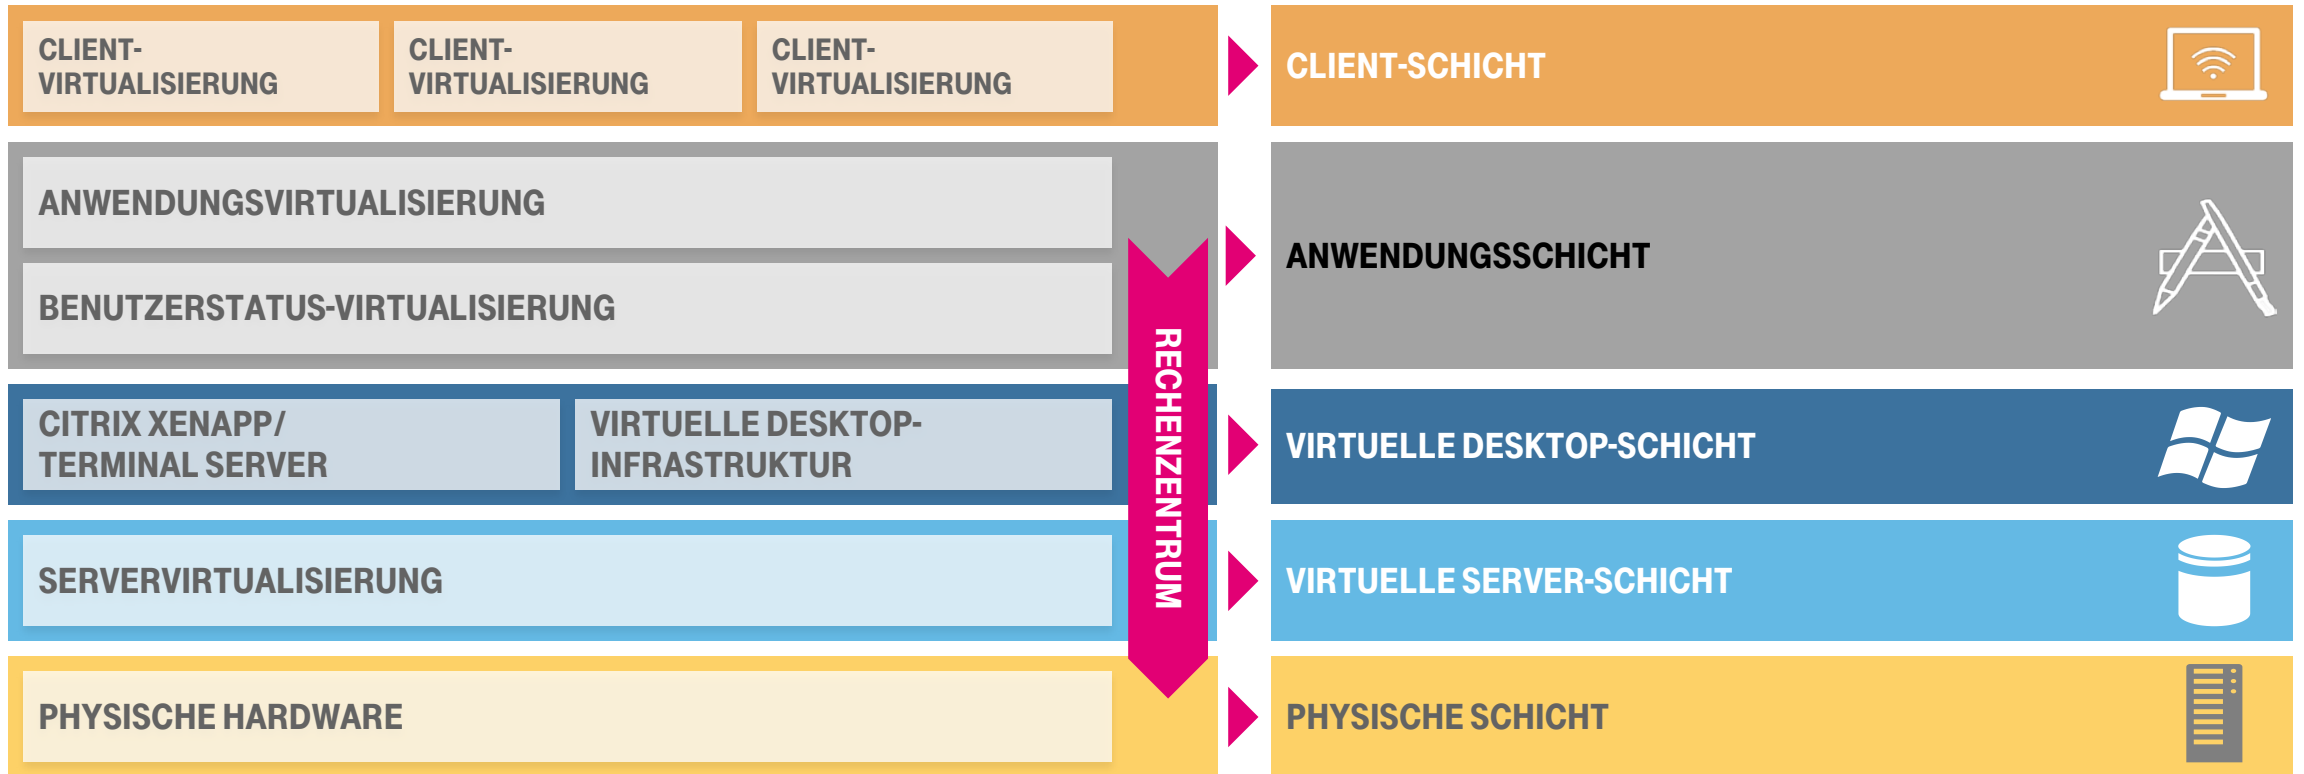 CLIENT-
VIRTUALISIERUNG
CLIENT-
VIRTUALISIERUNG
CLIENT-
VIRTUALISIERUNG
CLIENT-SCHICHT
ANWENDUNGSVIRTUALISIERUNG
BENUTZERSTATUS-VIRTUALISIERUNG
ANWENDUNGSSCHICHT
RECHENZENTRUM
CITRIX XENAPP/
TERMINAL SERVER
VIRTUELLE DESKTOP-
INFRASTRUKTUR
VIRTUELLE DESKTOP-SCHICHT
SERVERVIRTUALISIERUNG
VIRTUELLE SERVER-SCHICHT
PHYSISCHE HARDWARE
PHYSISCHE SCHICHT